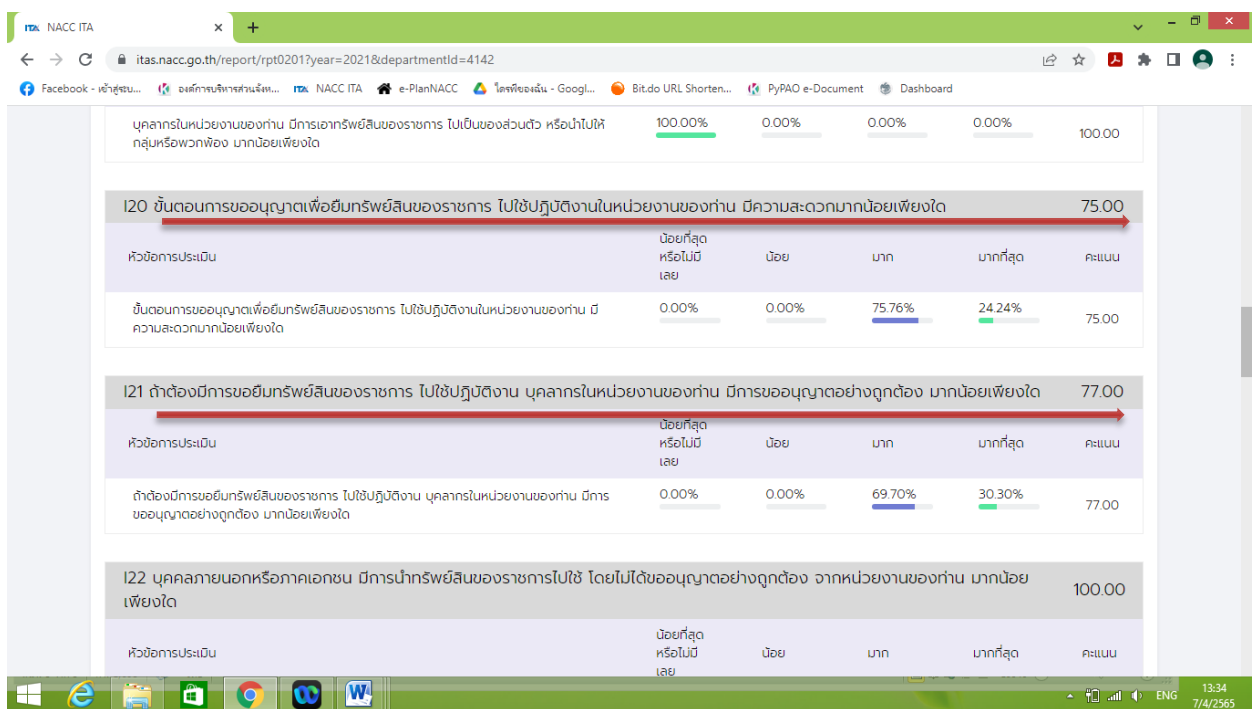 ITA NACC ITA
itas.nacc.go.th/report/rpt0201?year=2021&departmentId=4142
Facebook - เข้าสู่ระบ... องค์การบริหารส่วนจังห... ITA NACC ITA e-PlanNACC ไดรฟ์ของฉัน - Googl... Bit.do URL Shorten... PyPAO e-Document Dashboard
บุคลากรในหน่วยงานของท่าน มีการเอาทรัพย์สินของราชการ ไปเป็นของส่วนตัว หรือนำไปให้ 100.00% 0.00% 0.00% 0.00% 100.00
กลุ่มหรือพวกพ้อง มากน้อยเพียงใด
I20 ขั้นตอนการขออนุญาตเพื่อยืมทรัพย์สินของราชการ ไปใช้ปฏิบัติงานในหน่วยงานของท่าน มีความสะดวกมากน้อยเพียงใด 75.00
หัวข้อการประเมิน น้อยที่สุด น้อย มาก มากที่สุด คะแนน
หรือไม่มี
เลย
ขั้นตอนการขออนุญาตเพื่อยืมทรัพย์สินของราชการ ไปใช้ปฏิบัติงานในหน่วยงานของท่าน มี 0.00% 0.00% 75.76% 24.24% 75.00
ความสะดวกมากน้อยเพียงใด
I21 ถ้าต้องมีการขอยืมทรัพย์สินของราชการ ไปใช้ปฏิบัติงาน บุคลากรในหน่วยงานของท่าน มีการขออนุญาตอย่างถูกต้อง มากน้อยเพียงใด 77.00
หัวข้อการประเมิน น้อยที่สุด น้อย มาก มากที่สุด คะแนน
หรือไม่มี
เลย
ถ้าต้องมีการขอยืมทรัพย์สินของราชการ ไปใช้ปฏิบัติงาน บุคลากรในหน่วยงานของท่าน มีการ 0.00% 0.00% 69.70% 30.30% 77.00
ขออนุญาตอย่างถูกต้อง มากน้อยเพียงใด
I22 บุคคลภายนอกหรือภาคเอกชน มีการนำทรัพย์สินของราชการไปใช้ โดยไม่ได้ขออนุญาตอย่างถูกต้อง จากหน่วยงานของท่าน มากน้อย 100.00
เพียงใด
หัวข้อการประเมิน น้อยที่สุด น้อย มาก มากที่สุด คะแนน
หรือไม่มี
เลย
ENG 13:34
7/4/2565